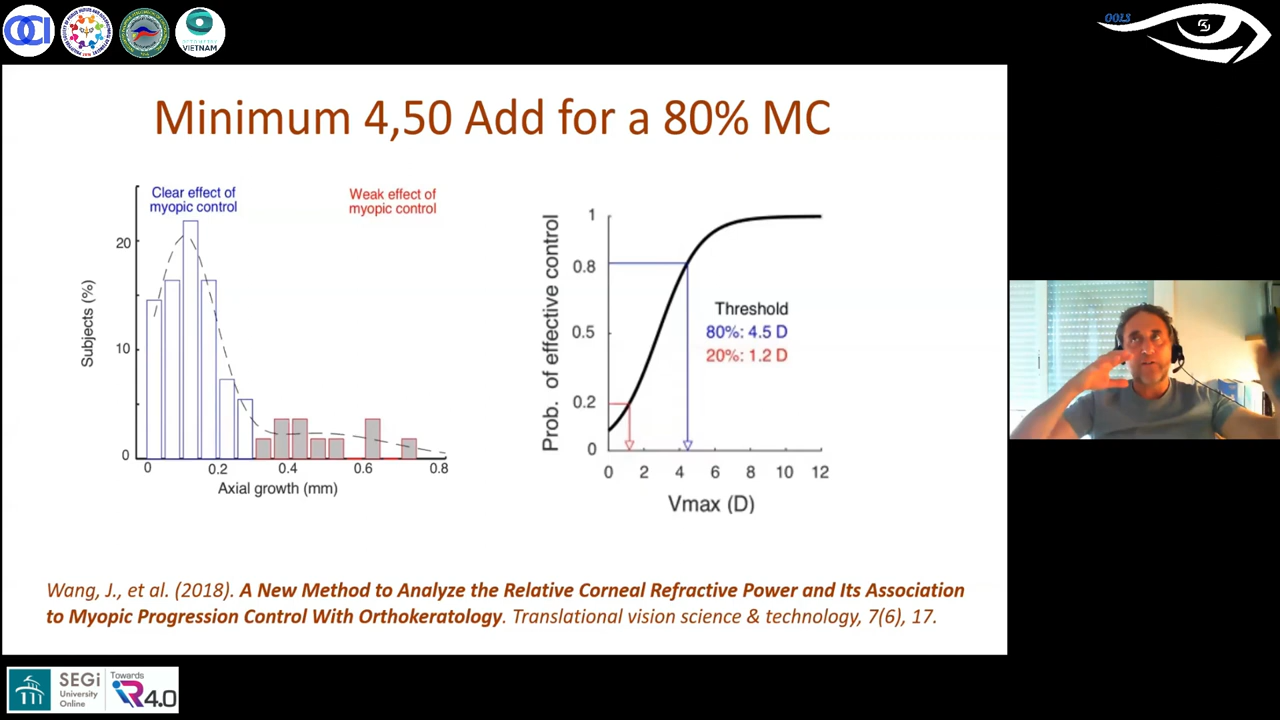 OCI
VIETNAM
OOLS
Minimum 4,50 Add for a 80% MC
Clear effect of
myopic control
Weak effect of
myopic control
20
10
0
Subjects (%)
0 0.2 0.4 0.6 0.8
Axial growth (mm)
1
0.8
0.5
0.2
0
Prob. of effective control
Threshold
80%: 4.5 D
20%: 1.2 D
0 2 4 6 8 10 12
Vmax (D)
Wang, J., et al. (2018). A New Method to Analyze the Relative Corneal Refractive Power and Its Association
to Myopic Progression Control With Orthokeratology. Translational vision science & technology, 7(6), 17.
SEGi
University
Online
Towards
iR4.0